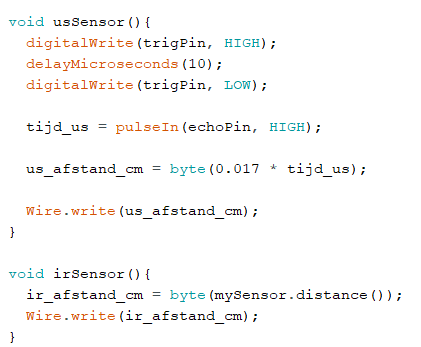 void usSensor(){
  digitalWrite(trigPin, HIGH);
  delayMicroseconds(10);
  digitalWrite(trigPin, LOW);

  tijd_us = pulseIn(echoPin, HIGH);

  us_afstand_cm = byte(0.017 * tijd_us);

  Wire.write(us_afstand_cm);
}

void irSensor(){
  ir_afstand_cm = byte(mySensor.distance());
  Wire.write(ir_afstand_cm);
}